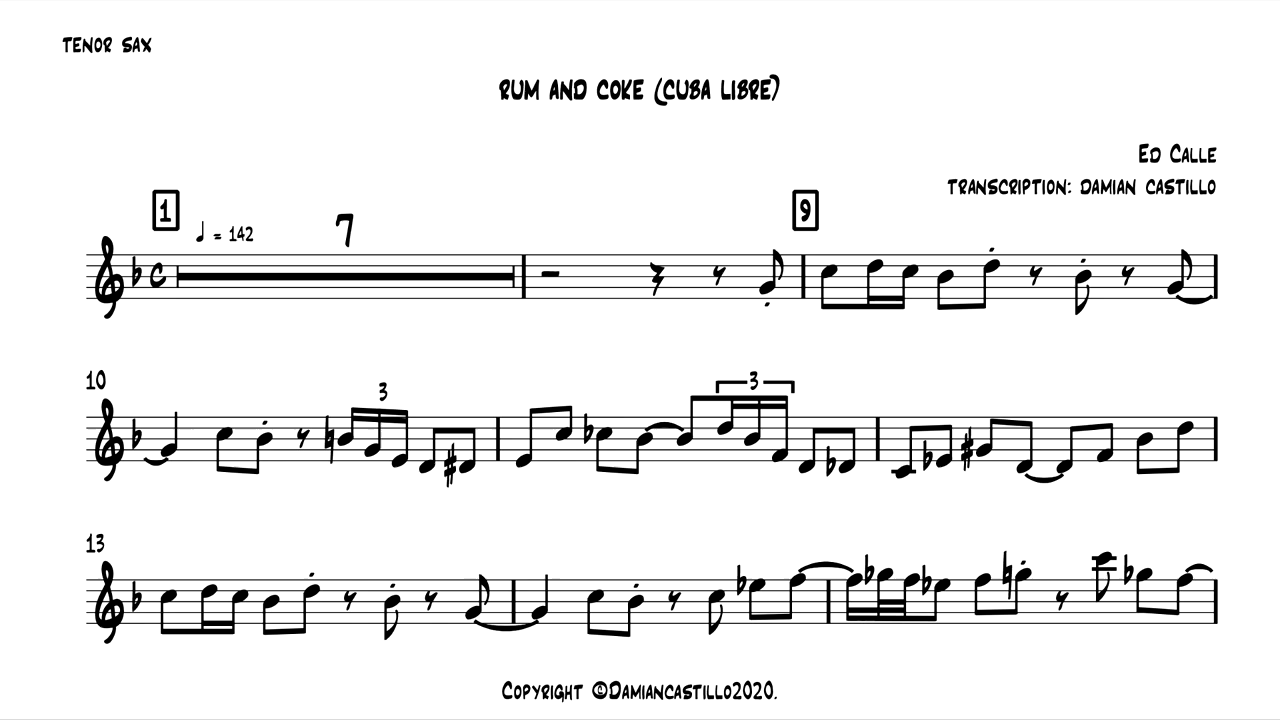 TENOR SAX
RUM AND COKE (CUBA LIBRE)
ED CALLE
TRANSCRIPTION: DAMIAN CASTILLO
1
♩ = 142
7
9
10
3
3
13
COPYRIGHT ©DAMIANCASTILLO2020.